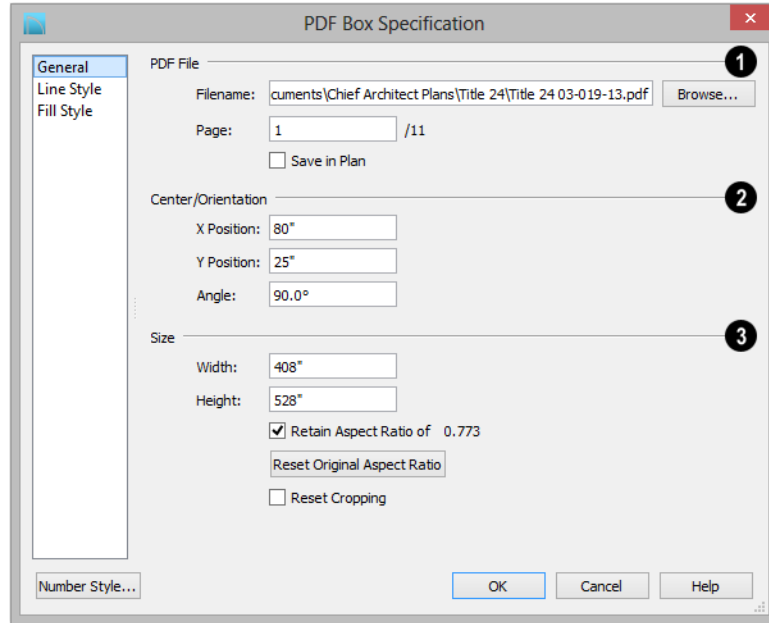 PDF Box Specification
General
Line Style
Fill Style
PDF File
1
Filename: cuments\Chief Architect Plans\Title 24\Title 24 03-019-13.pdf Browse...
Page: 1 /11
Save in Plan
Center/Orientation
2
X Position: 80"
Y Position: 25"
Angle: 90.0°
Size
3
Width: 408"
Height: 528"
Retain Aspect Ratio of 0.773
Reset Original Aspect Ratio
Reset Cropping
Number Style... OK Cancel Help